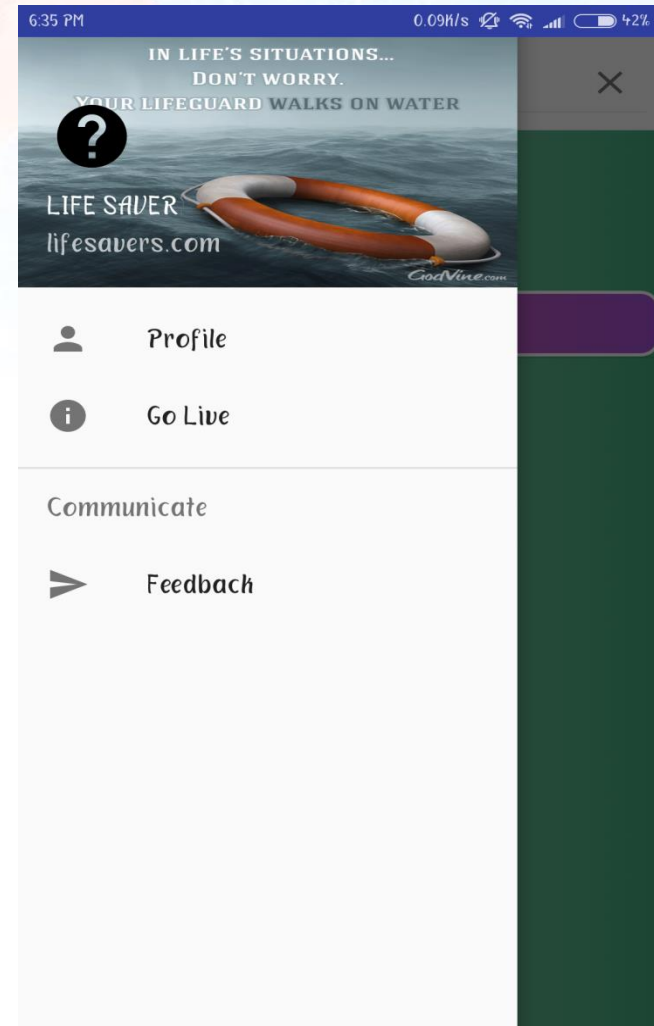 6:35 PM 0.09K/s 42%
IN LIFE'S SITUATIONS...
DON'T WORRY.
YOUR LIFEGUARD WALKS ON WATER
LIFE SAVER
lifesavers.com
GodVine.com
Profile
Go Live
Communicate
Feedback